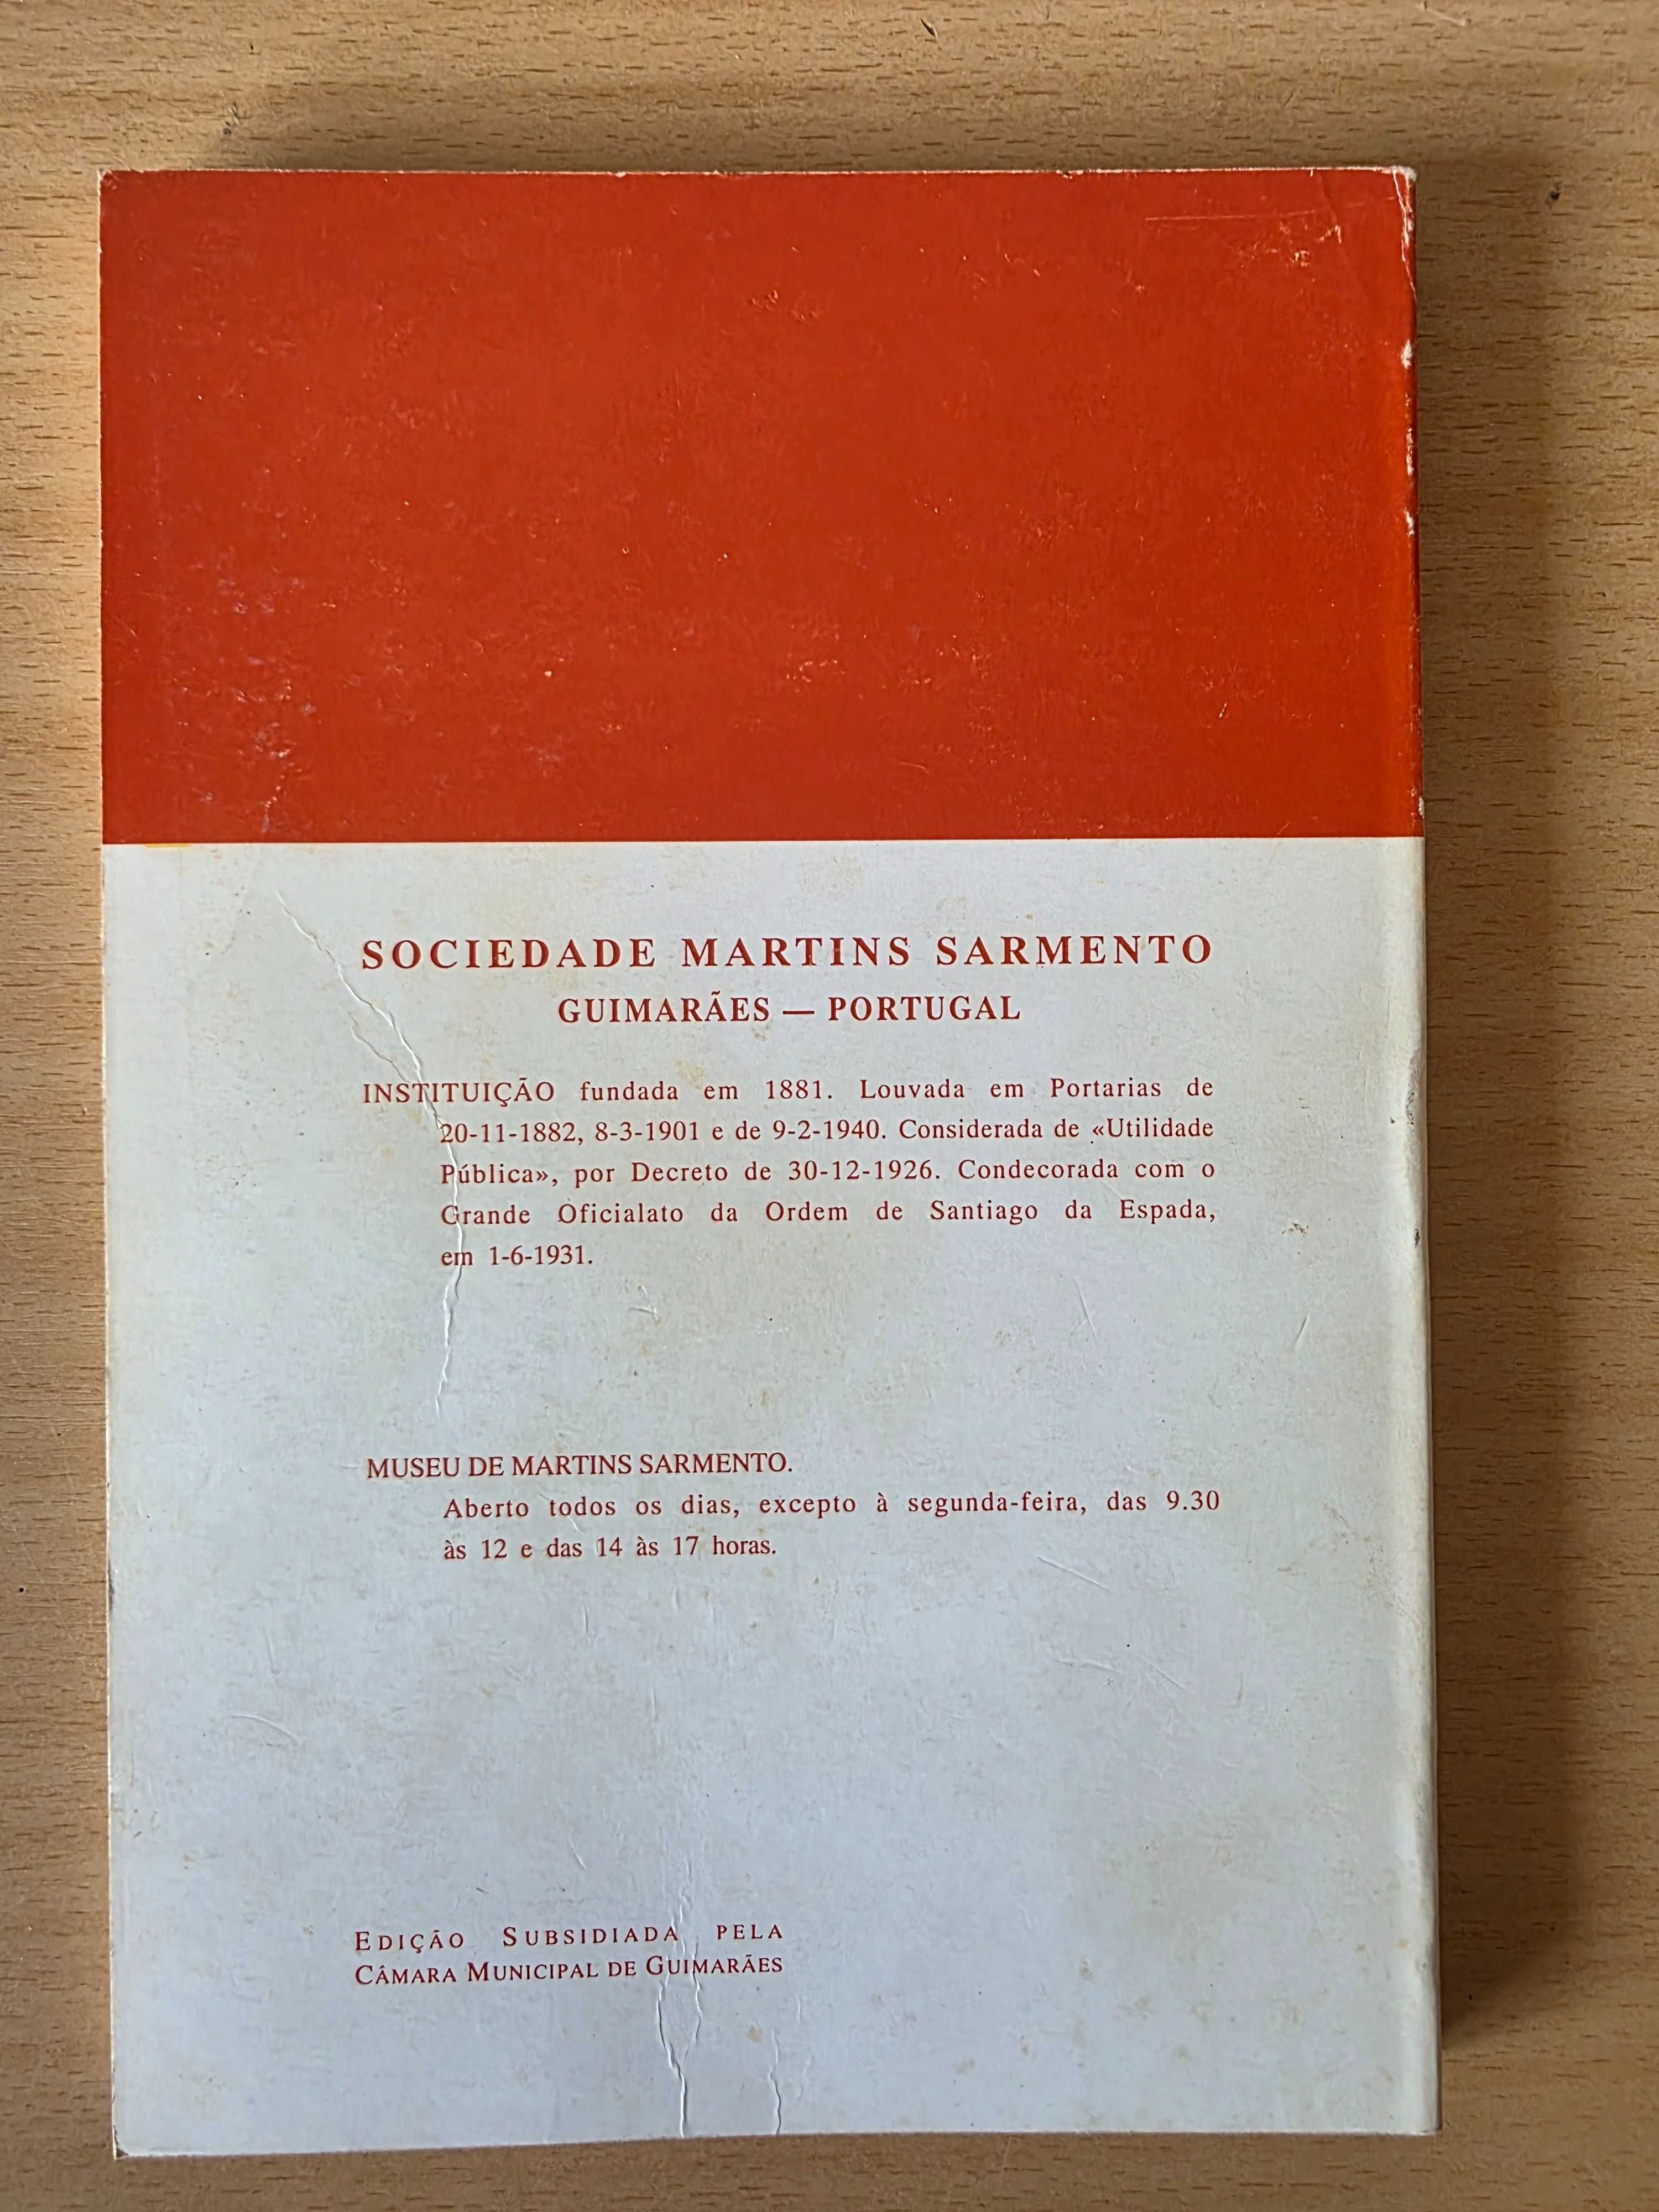 SOCIEDADE MARTINS SARMENTO
GUIMARÃES — PORTUGAL
INSTITUIÇÃO fundada em 1881. Louvada em Portarias de
20-11-1882, 8-3-1901 e de 9-2-1940. Considerada de «Utilidade
Pública», por Decreto de 30-12-1926. Condecorada com o
Grande Oficialato da Ordem de Santiago da Espada,
em 1-6-1931.
MUSEU DE MARTINS SARMENTO.
Aberto todos os dias, excepto à segunda-feira, das 9.30
às 12 e das 14 às 17 horas.
EDIÇÃO SUBSIDIADA PELA
CÂMARA MUNICIPAL DE GUIMARÃES